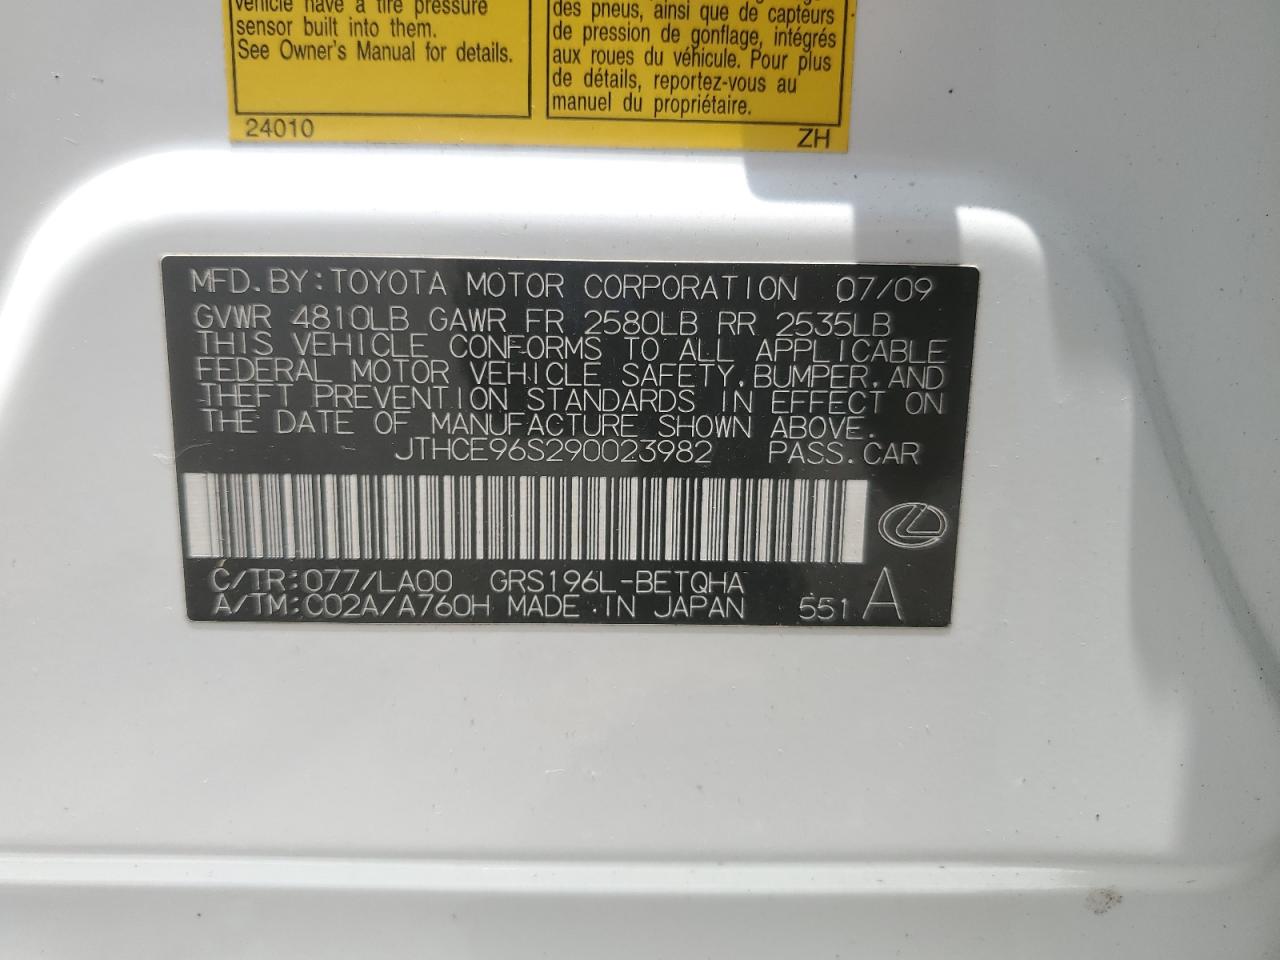 vehicle have a tire pressure
sensor built into them.
See Owner's Manual for details.
24010
des pneus, ainsi que de capteurs
de pression de gonflage, intégrés
aux roues du véhicule. Pour plus
de détails, reportez-vous au
manuel du propriétaire.
ZH
MFD.BY:TOYOTA MOTOR CORPORATION 07/09
GVWR 4810LB GAWR FR 2580LB RR 2535LB
THIS VEHICLE CONFORMS TO ALL APPLICABLE
FEDERAL MOTOR VEHICLE SAFETY,BUMPER,AND
THEFT PREVENTION STANDARDS IN EFFECT ON
THE DATE OF MANUFACTURE SHOWN ABOVE.
JTHCE96S290023982 PASS.CAR
C/TR:077/LA00 GRS196L-BETQHA
A/TM:C02A/A760H MADE IN JAPAN 551 A